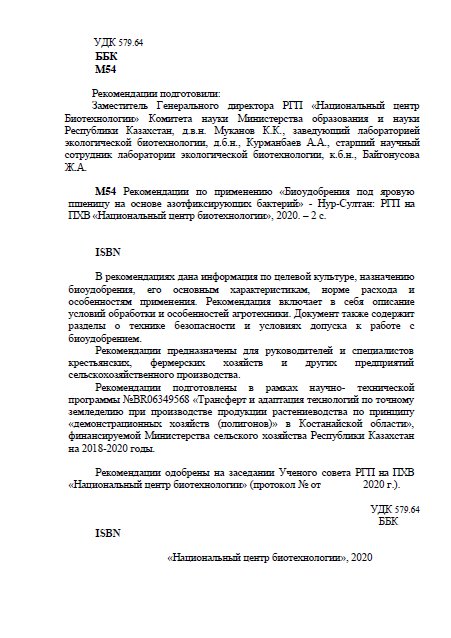 УДК 579.64
ББК
М54
Рекомендации подготовили:
Заместитель Генерального директора РГП «Национальный центр
Биотехнологии» Комитета науки Министерства образования и науки
Республики Казахстан, д.в.н. Муканов К.К., заведующий лабораторией
экологической биотехнологии, д.б.н., Курманбаев А.А., старший научный
сотрудник лаборатории экологической биотехнологии, к.б.н., Байгонусова
Ж.А.
М54 Рекомендации по применению «Биоудобрения под яровую
пшеницу на основе азотфиксирующих бактерий» - Нур-Султан: РГП на
ПХВ «Национальный центр биотехнологии», 2020. – 2 с.
ISBN
В рекомендациях дана информация по целевой культуре, назначению
биоудобрения, его основным характеристикам, норме расхода и
особенностям применения. Рекомендация включает в себя описание
условий обработки и особенностей агротехники. Документ также содержит
разделы о технике безопасности и условиях допуска к работе с
биоудобрением.
Рекомендации предназначены для руководителей и специалистов
крестьянских, фермерских хозяйств и других предприятий
сельскохозяйственного производства.
Рекомендации подготовлены в рамках научно- технической
программы №BR06349568 «Трансферт и адаптация технологий по точному
земледелию при производстве продукции растениеводства по принципу
«демонстрационных хозяйств (полигонов)» в Костанайской области»,
финансируемой Министерства сельского хозяйства Республики Казахстан
на 2018-2020 годы.
Рекомендации одобрены на заседании Ученого совета РГП на ПХВ
«Национальный центр биотехнологии» (протокол № от 2020 г.).
УДК 579.64
ББК
ISBN
«Национальный центр биотехнологии», 2020